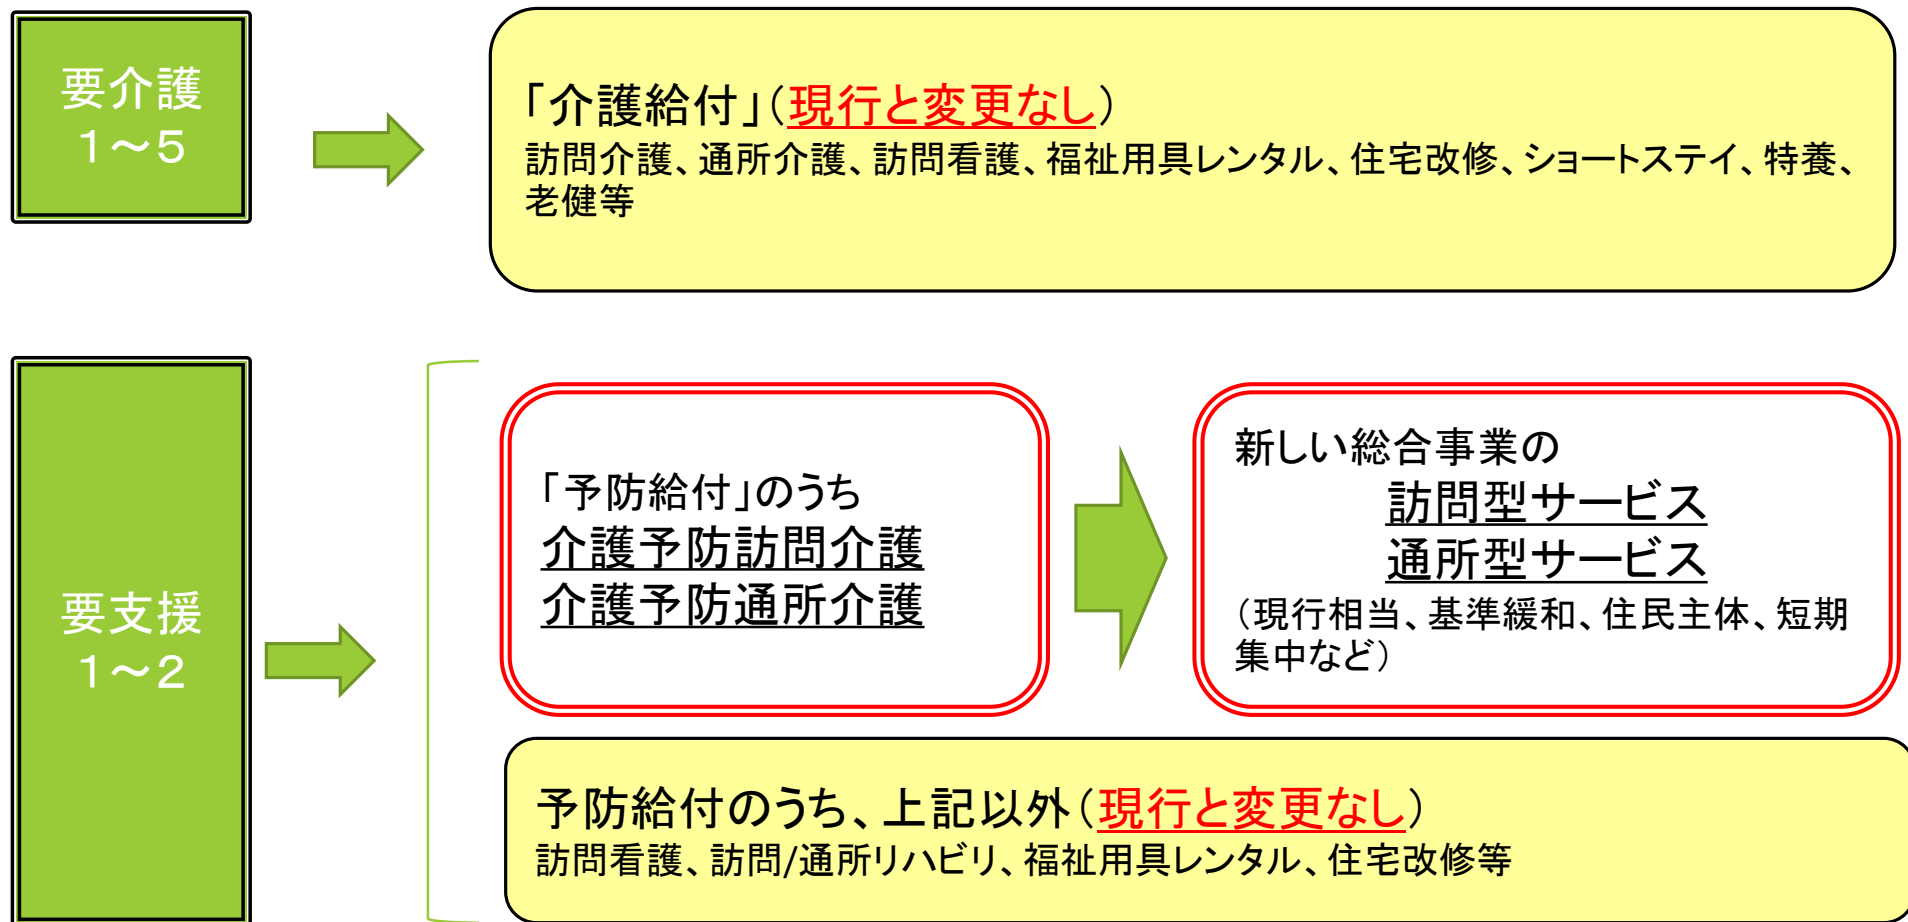 要介護
１～５
「介護給付」（現行と変更なし）
訪問介護、通所介護、訪問看護、福祉用具レンタル、住宅改修、ショートステイ、特養、
老健等
要支援
１～２
「予防給付」のうち
介護予防訪問介護
介護予防通所介護
新しい総合事業の
訪問型サービス
通所型サービス
（現行相当、基準緩和、住民主体、短期
集中など）
予防給付のうち、上記以外（現行と変更なし）
訪問看護、訪問/通所リハビリ、福祉用具レンタル、住宅改修等